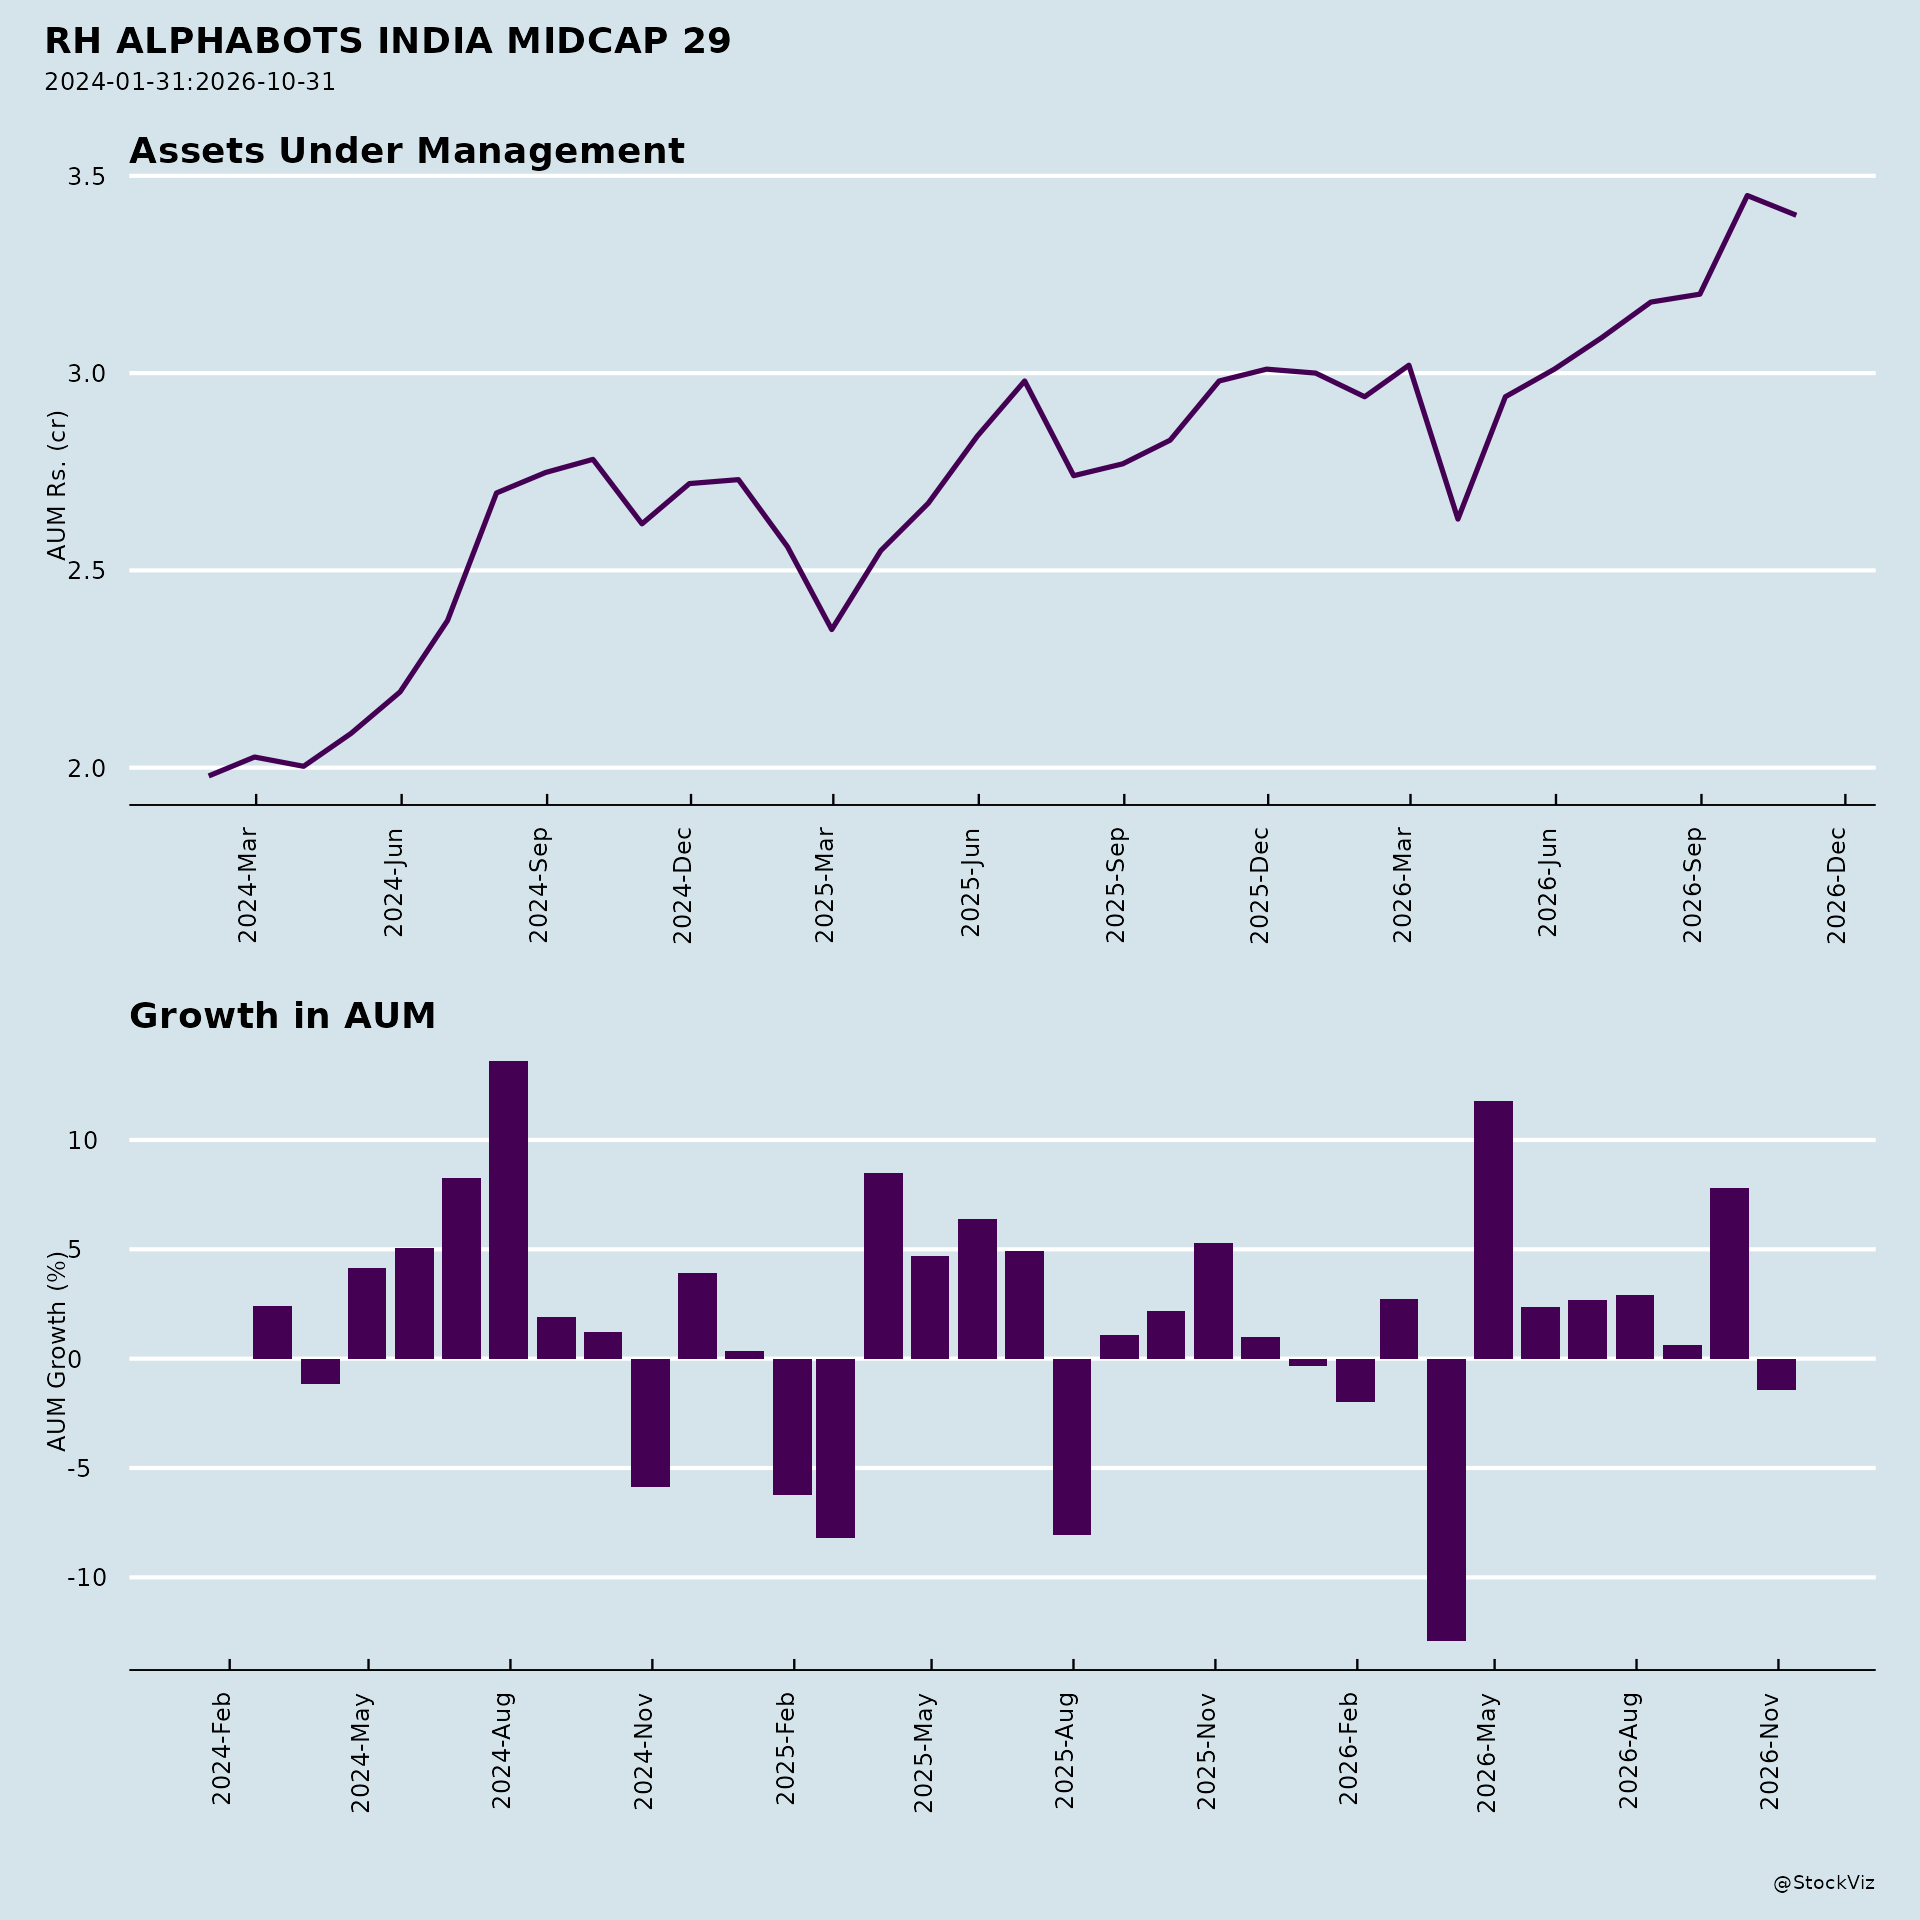 RH ALPHABOTS INDIA MIDCAP 29
2024-01-31:2026-10-31
Assets Under Management
3.5
3.0
2.5
2.0
AUM Rs. (cr)
2024-Mar
2024-Jun
2024-Sep
2024-Dec
2025-Mar
2025-Jun
2025-Sep
2025-Dec
2026-Mar
2026-Jun
2026-Sep
2026-Dec
Growth in AUM
10
5
0
-5
-10
AUM Growth (%)
2024-Feb
2024-May
2024-Aug
2024-Nov
2025-Feb
2025-May
2025-Aug
2025-Nov
2026-Feb
2026-May
2026-Aug
2026-Nov
@StockViz